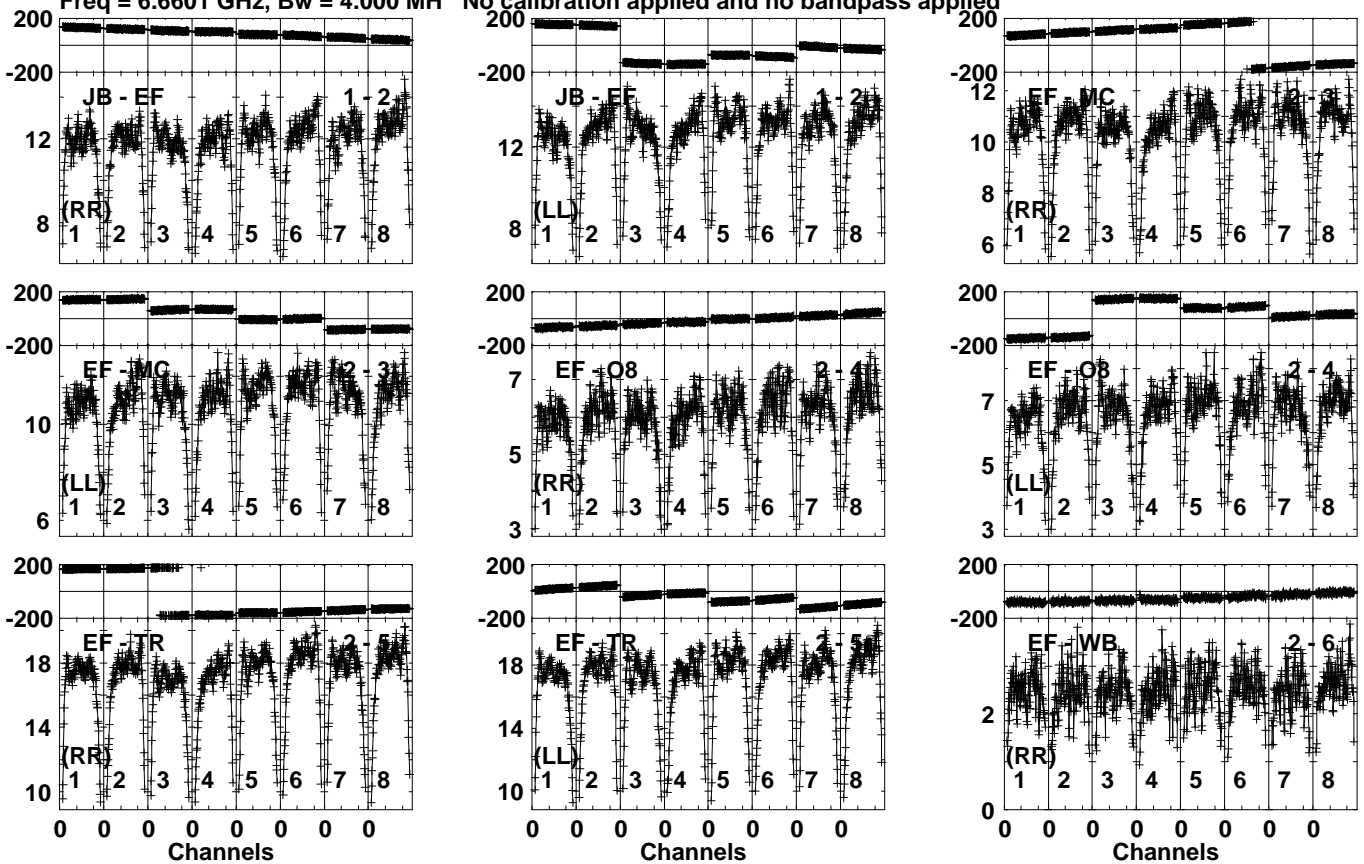 Freq = 6.6601 GHz, Bw = 4.000 MH No calibration applied and no bandpass applied
200
-200
JB - EF 1 - 2
12
8
(RR)
1 2 3 4 5 6 7 8
200
-200
JB - EF 1 - 2
12
8
(LL)
1 2 3 4 5 6 7 8
200
-200
EF - MC 2 - 3
12
10
8
6
(RR)
1 2 3 4 5 6 7 8
200
-200
EF - MC 2 - 3
10
6
(LL)
1 2 3 4 5 6 7 8
200
-200
EF - O8 2 - 4
7
5
3
(RR)
1 2 3 4 5 6 7 8
200
-200
EF - O8 2 - 4
7
5
3
(LL)
1 2 3 4 5 6 7 8
200
-200
EF - TR 2 - 5
18
14
10
(RR)
1 2 3 4 5 6 7 8
0 0 0 0 0 0 0 0
Channels
200
-200
EF - TR 2 - 5
18
14
10
(LL)
1 2 3 4 5 6 7 8
0 0 0 0 0 0 0 0
Channels
200
-200
EF - WB 2 - 6
2
0
(RR)
1 2 3 4 5 6 7 8
0 0 0 0 0 0 0 0
Channels